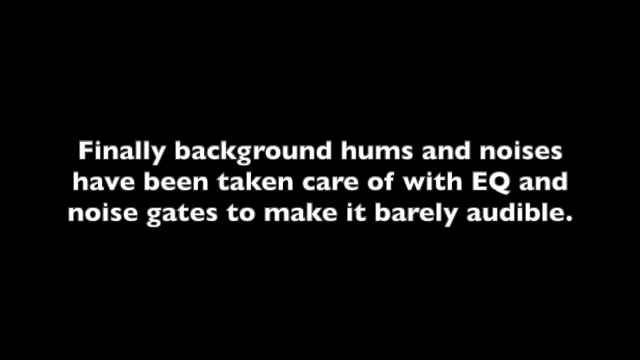 Finally background hums and noises
have been taken care of with EQ and
noise gates to make it barely audible.